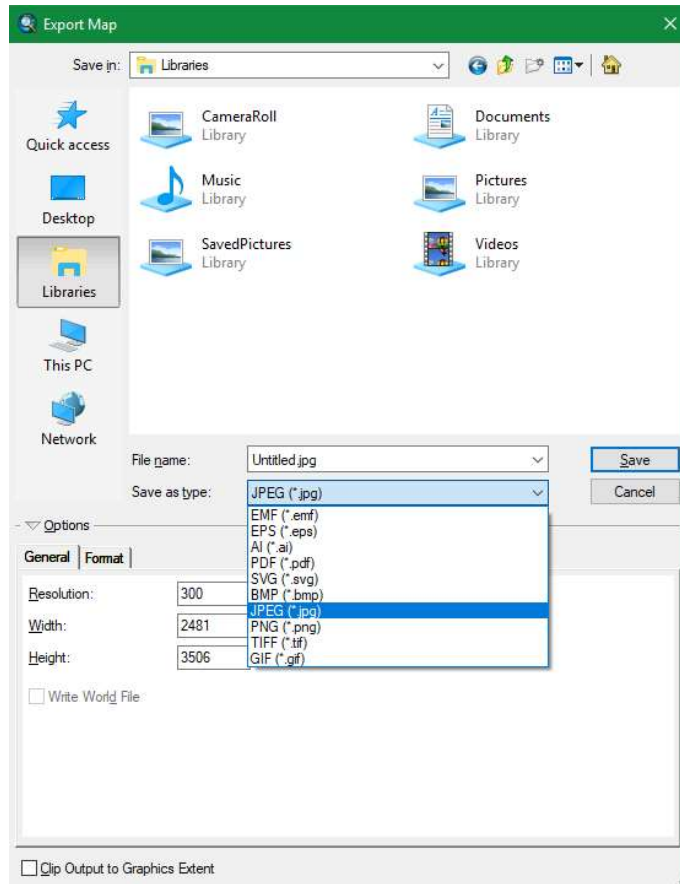 Export Map
Save in: Libraries
Quick access
Desktop
Libraries
This PC
Network
CameraRoll
Library
Documents
Library
Music
Library
Pictures
Library
SavedPictures
Library
Videos
Library
File name: Untitled.jpg Save
Save as type: JPEG (*.jpg) Cancel
EMF (*.emf)
EPS (*.eps)
AI (*.ai)
PDF (*.pdf)
SVG (*.svg)
BMP (*.bmp)
JPEG (*.jpg)
PNG (*.png)
TIFF (*.tif)
GIF (*.gif)
Options
General Format
Resolution: 300
Width: 2481
Height: 3506
Write World File
Clip Output to Graphics Extent